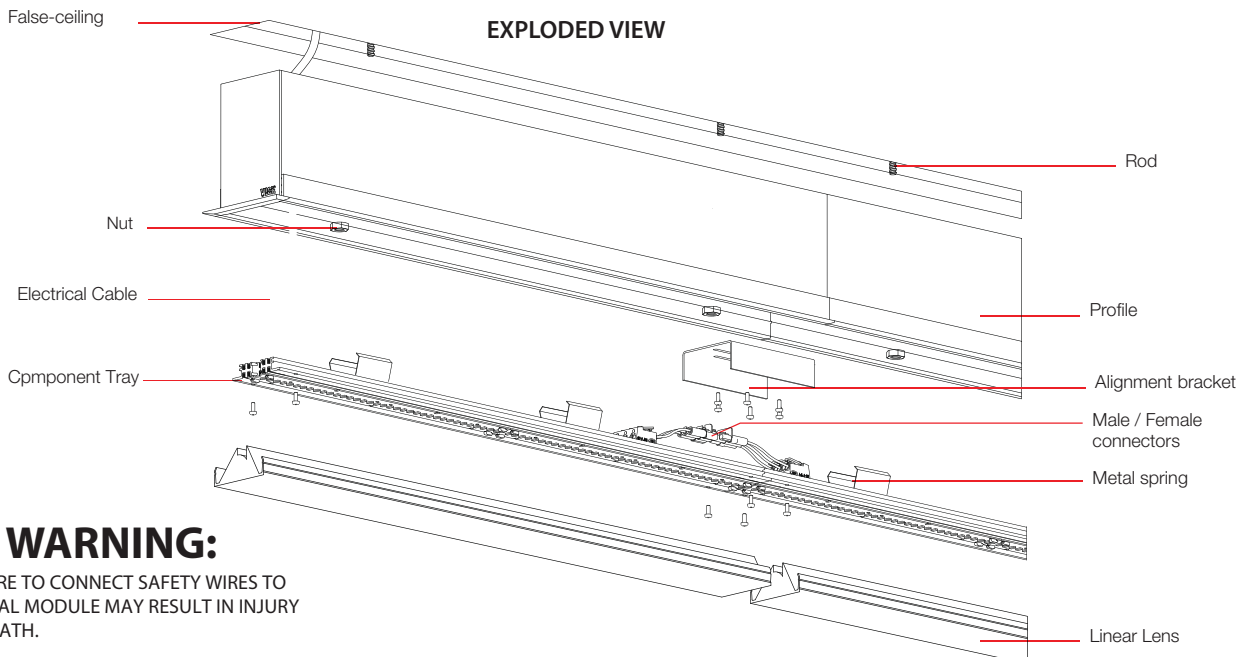 False-ceiling
EXPLODED VIEW
Rod
Nut
Electrical Cable
Profile
Cpmponent Tray
Alignment bracket
Male / Female
connectors
Metal spring
WARNING:
RE TO CONNECT SAFETY WIRES TO
AL MODULE MAY RESULT IN INJURY
ATH.
Linear Lens